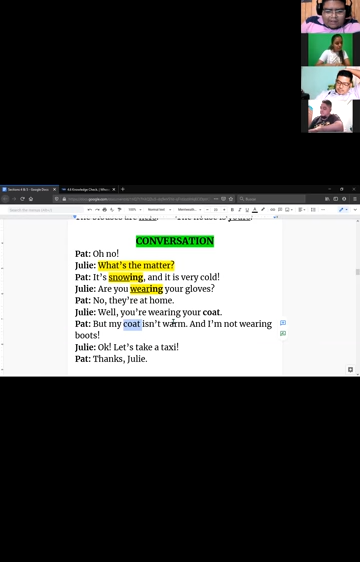 CONVERSATION
Pat: Oh no!
Julie: What's the matter?
Pat: It's snowing, and it is very cold!
Julie: Are you wearing your gloves?
Pat: No, they're at home.
Julie: Well, you're wearing your coat.
Pat: But my coat isn't warm. And I'm not wearing
boots!
Julie: Ok! Let's take a taxi!
Pat: Thanks, Julie.